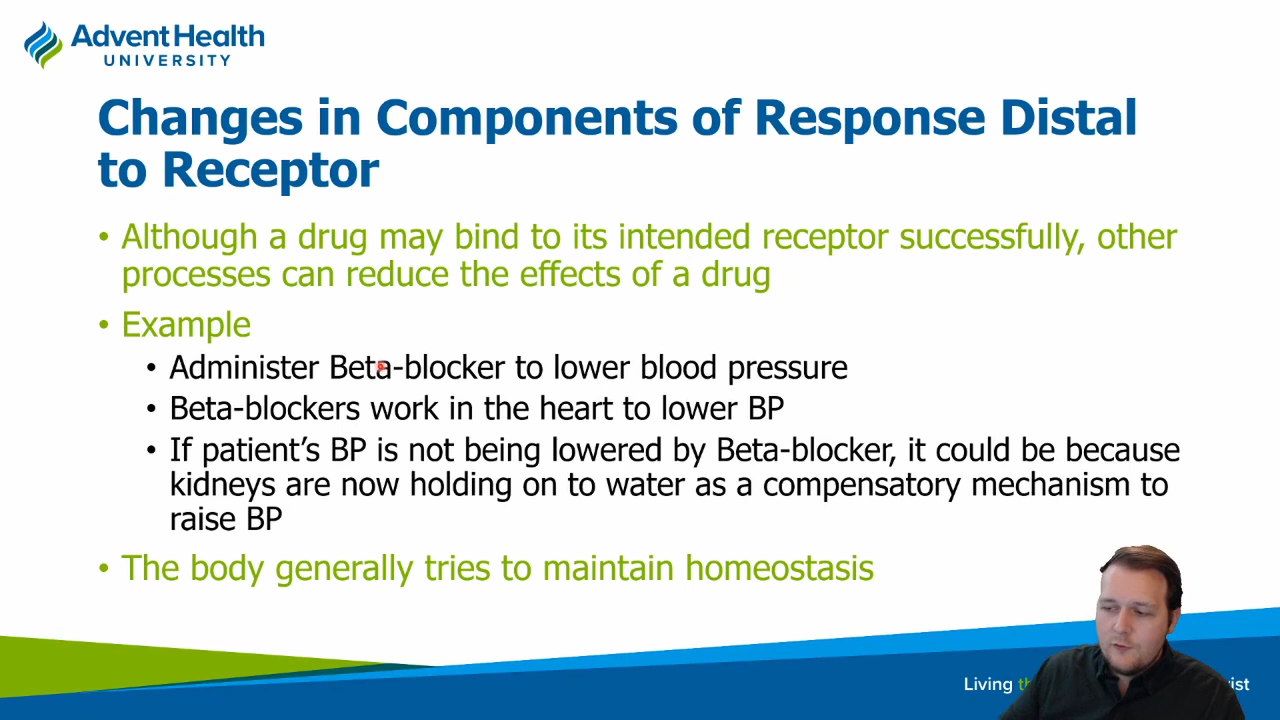 Advent Health
UNIVERSITY
Changes in Components of Response Distal
to Receptor
• Although a drug may bind to its intended receptor successfully, other
processes can reduce the effects of a drug
• Example
• Administer Beta-blocker to lower blood pressure
• Beta-blockers work in the heart to lower BP
• If patient's BP is not being lowered by Beta-blocker, it could be because
kidneys are now holding on to water as a compensatory mechanism to
raise BP
• The body generally tries to maintain homeostasis
Living